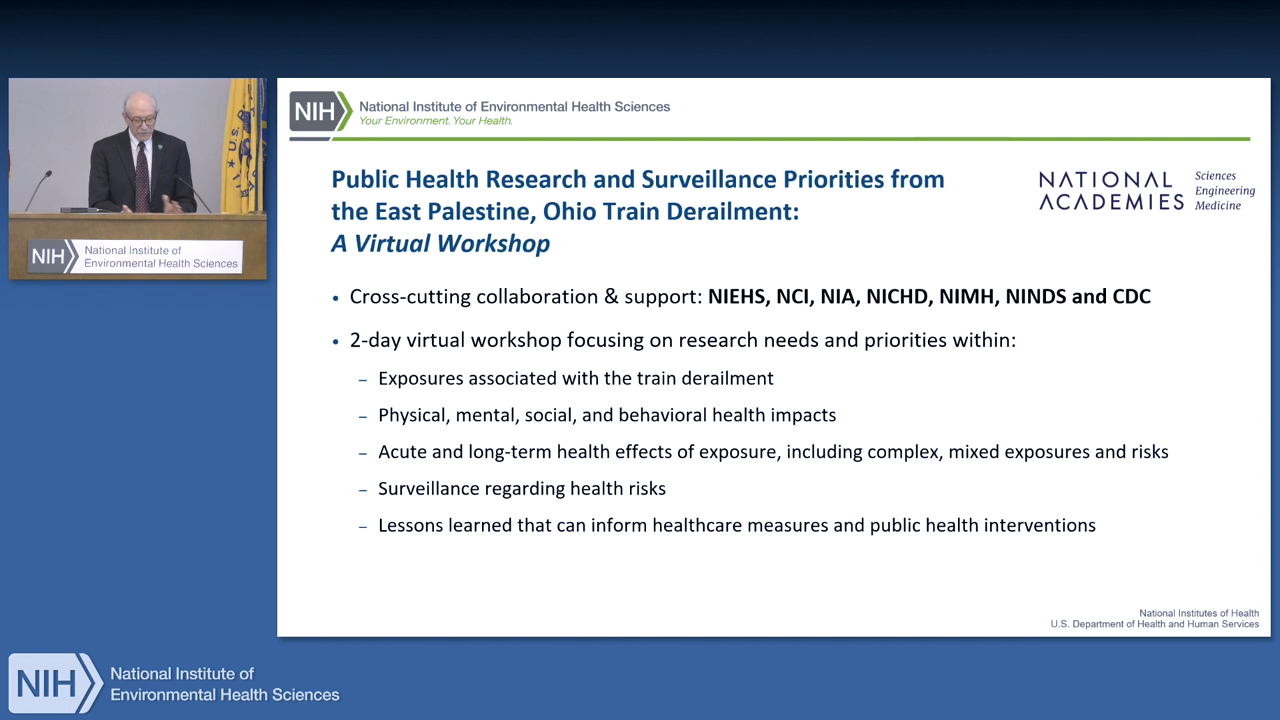 NIH
National Institute of
Environmental Health Sciences
NIH National Institute of Environmental Health Sciences
Your Environment. Your Health.
Public Health Research and Surveillance Priorities from
the East Palestine, Ohio Train Derailment:
A Virtual Workshop
NATIONAL
ACADEMIES
Sciences
Engineering
Medicine
• Cross-cutting collaboration & support: NIEHS, NCI, NIA, NICHD, NIMH, NINDS and CDC
• 2-day virtual workshop focusing on research needs and priorities within:
– Exposures associated with the train derailment
– Physical, mental, social, and behavioral health impacts
– Acute and long-term health effects of exposure, including complex, mixed exposures and risks
– Surveillance regarding health risks
– Lessons learned that can inform healthcare measures and public health interventions
National Institutes of Health
U.S. Department of Health and Human Services
NIH
National Institute of
Environmental Health Sciences